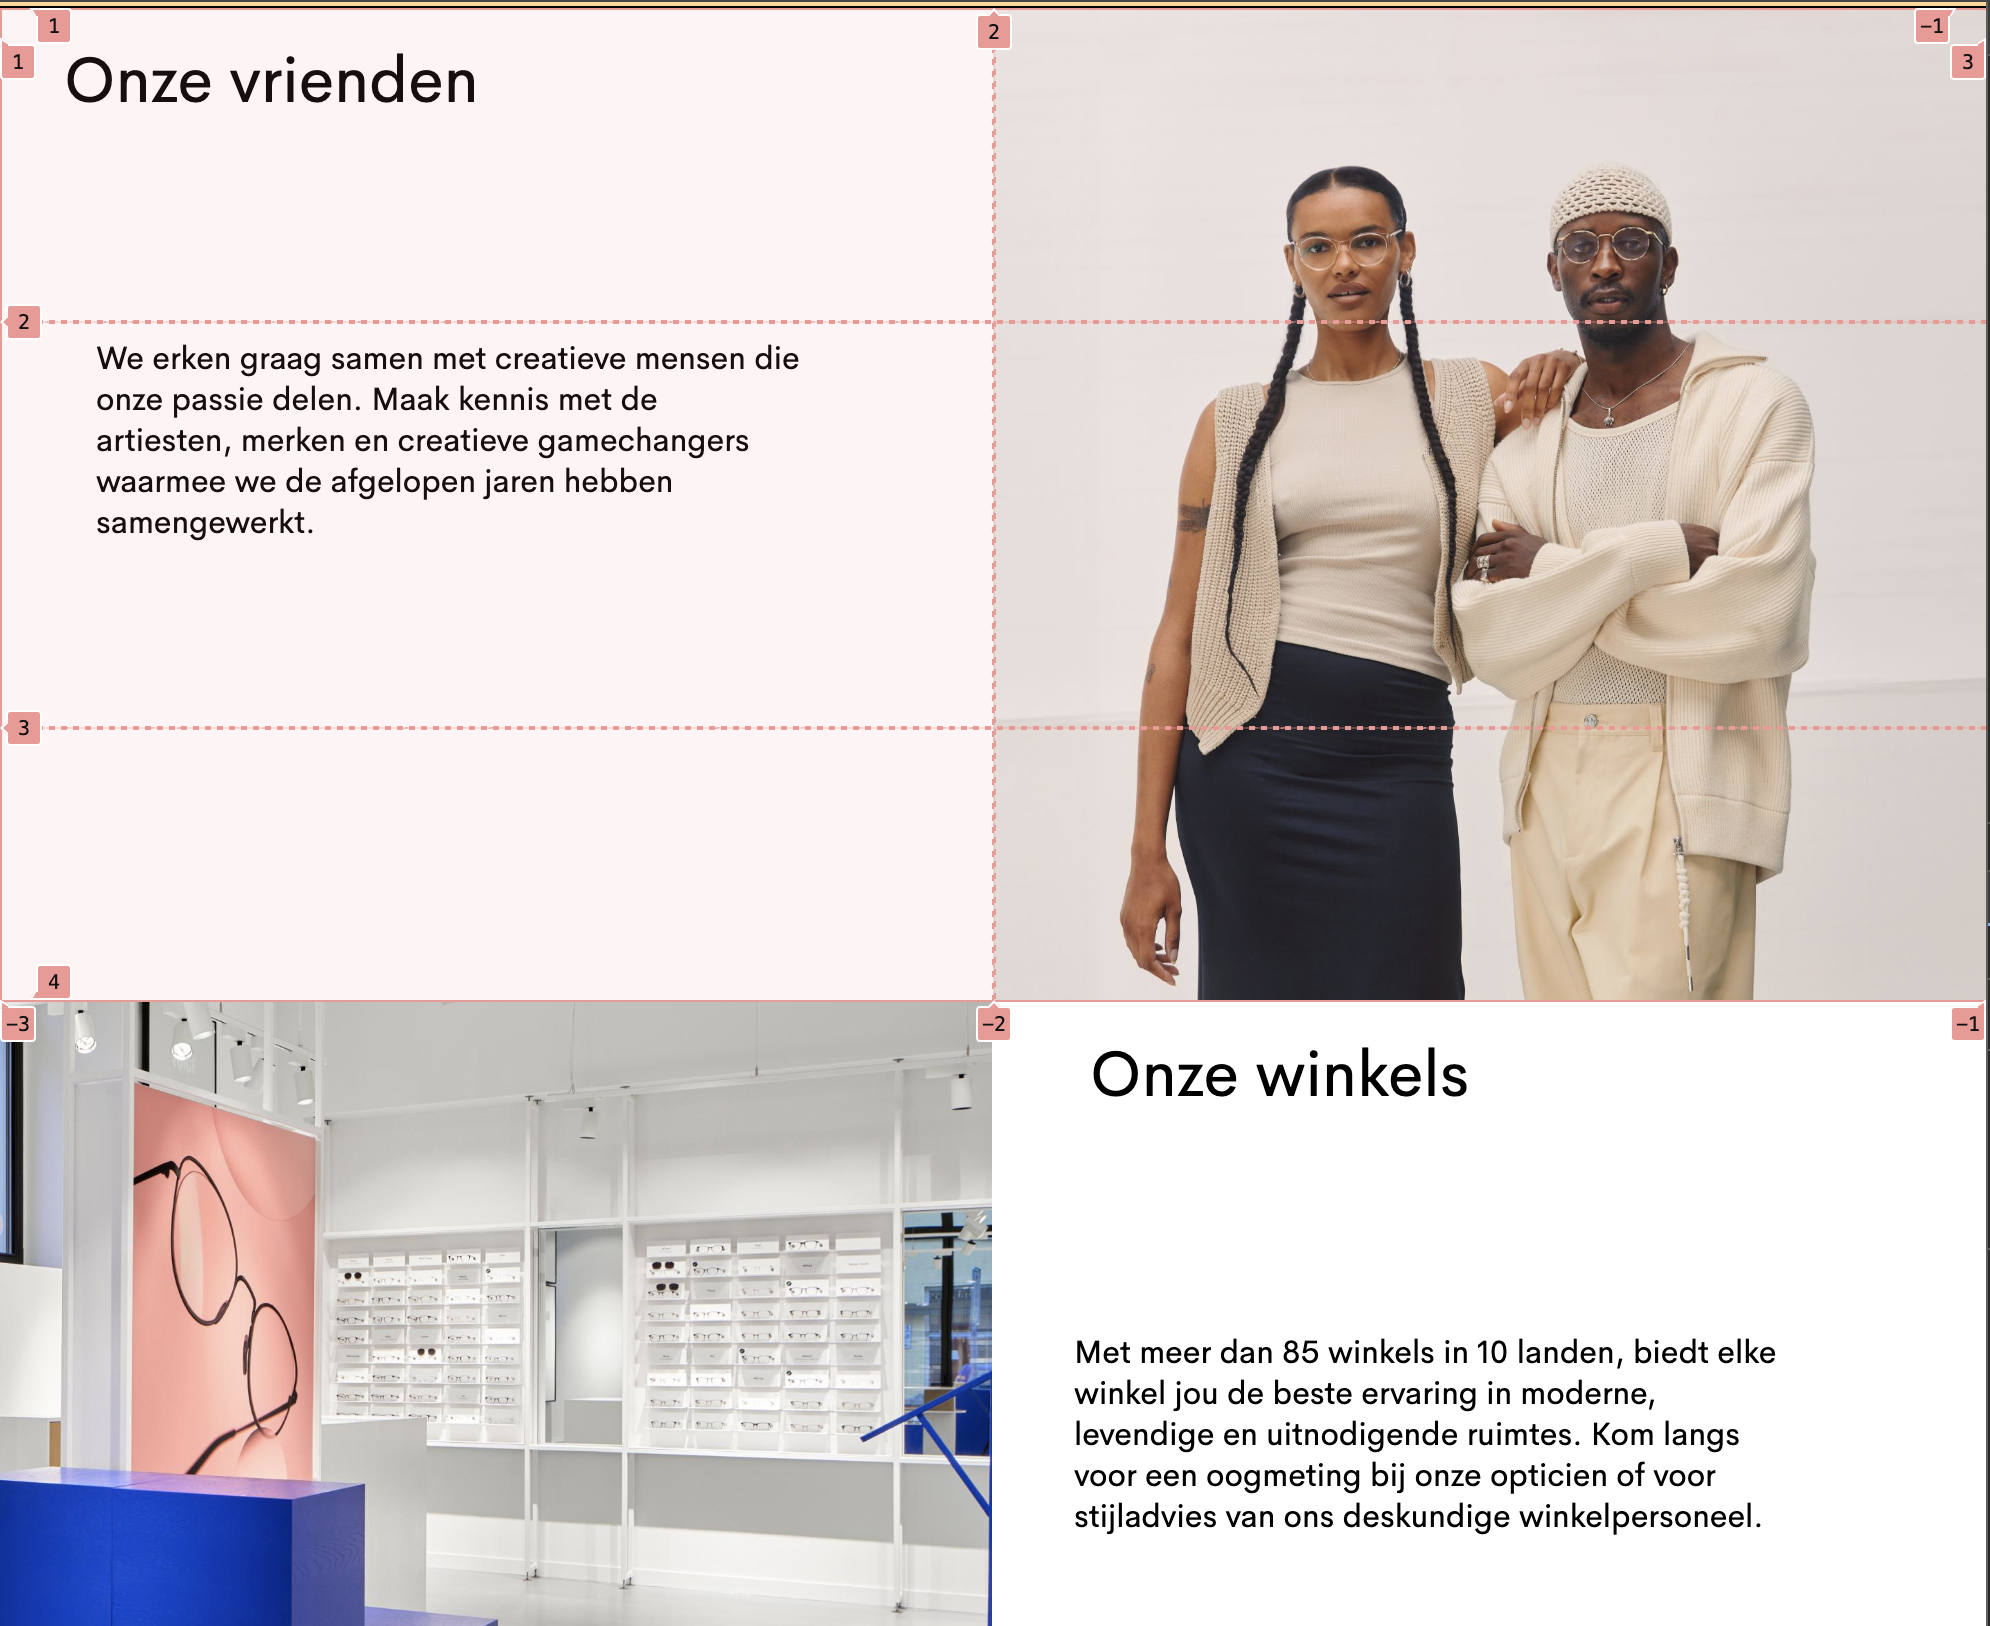 1
2
–1
1
3
Onze vrienden
2
We erken graag samen met creatieve mensen die
onze passie delen. Maak kennis met de
artiesten, merken en creatieve gamechangers
waarmee we de afgelopen jaren hebben
samengewerkt.
3
4
–3
–2
–1
Onze winkels
Met meer dan 85 winkels in 10 landen, biedt elke
winkel jou de beste ervaring in moderne,
levendige en uitnodigende ruimtes. Kom langs
voor een oogmeting bij onze opticien of voor
stijladvies van ons deskundige winkelpersoneel.